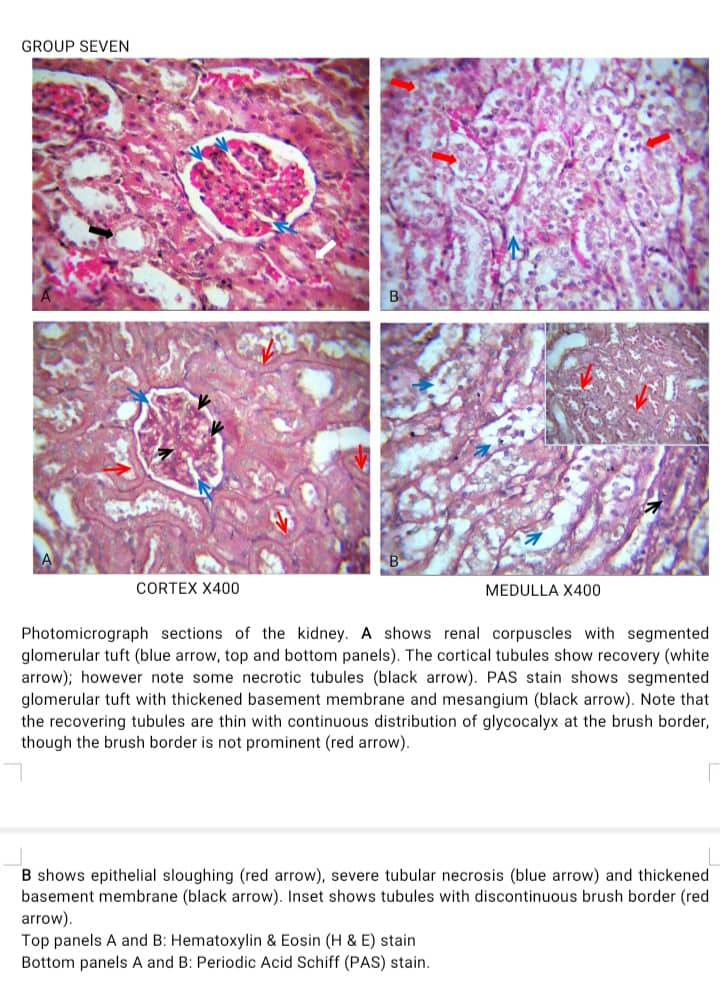 GROUP SEVEN
A
B
A
B
CORTEX X400
MEDULLA X400
Photomicrograph sections of the kidney. A shows renal corpuscles with segmented
glomerular tuft (blue arrow, top and bottom panels). The cortical tubules show recovery (white
arrow); however note some necrotic tubules (black arrow). PAS stain shows segmented
glomerular tuft with thickened basement membrane and mesangium (black arrow). Note that
the recovering tubules are thin with continuous distribution of glycocalyx at the brush border,
though the brush border is not prominent (red arrow).
B shows epithelial sloughing (red arrow), severe tubular necrosis (blue arrow) and thickened
basement membrane (black arrow). Inset shows tubules with discontinuous brush border (red
arrow).
Top panels A and B: Hematoxylin & Eosin (H & E) stain
Bottom panels A and B: Periodic Acid Schiff (PAS) stain.